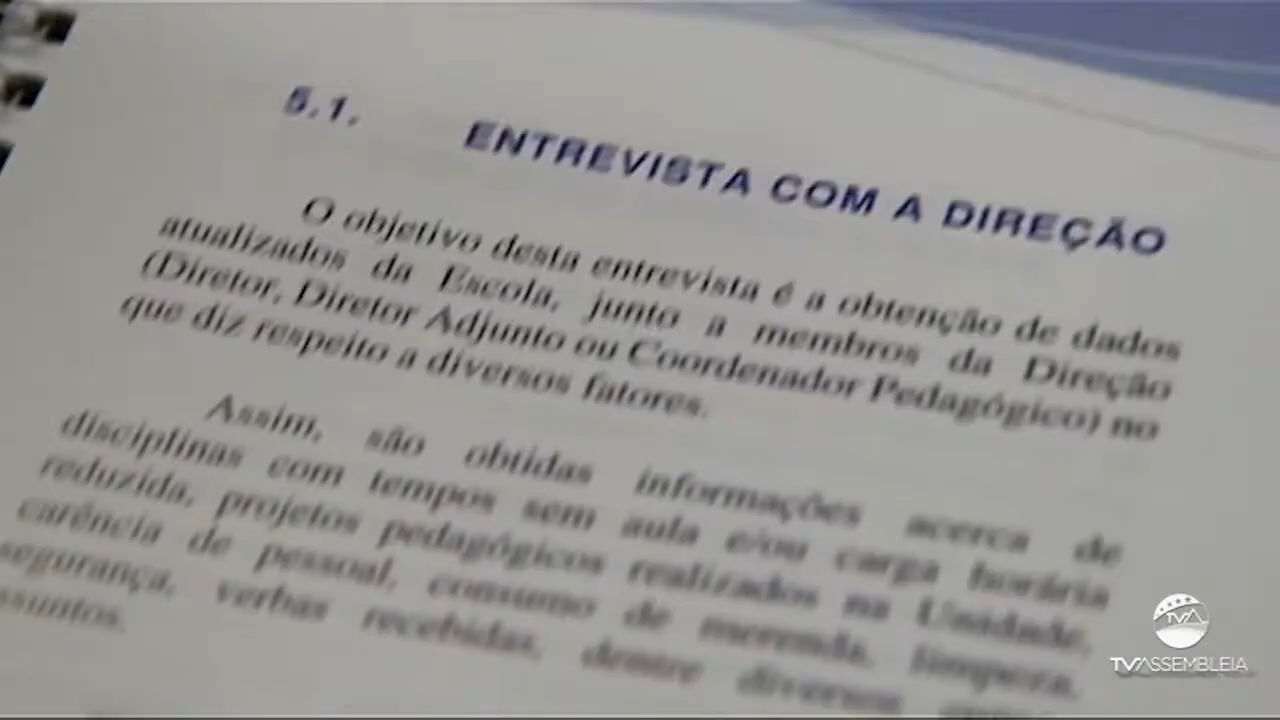 5.1. ENTREVISTA COM A DIREÇÃO
O objetivo desta entrevista é a obtenção de dados
atualizados da Escola, junto a membros da Direção
(Diretor, Diretor Adjunto ou Coordenador Pedagógico) no
que diz respeito a diversos fatores.
Assim, são obtidas informações acerca de
disciplinas com tempos sem aula e/ou carga horária
reduzida, projetos pedagógicos realizados na Unidade,
carência de pessoal, consumo de merenda, limpeza,
segurança, verbas recebidas, dentre diversos
ssuntos.
TVA
TVASSEMBLEIA